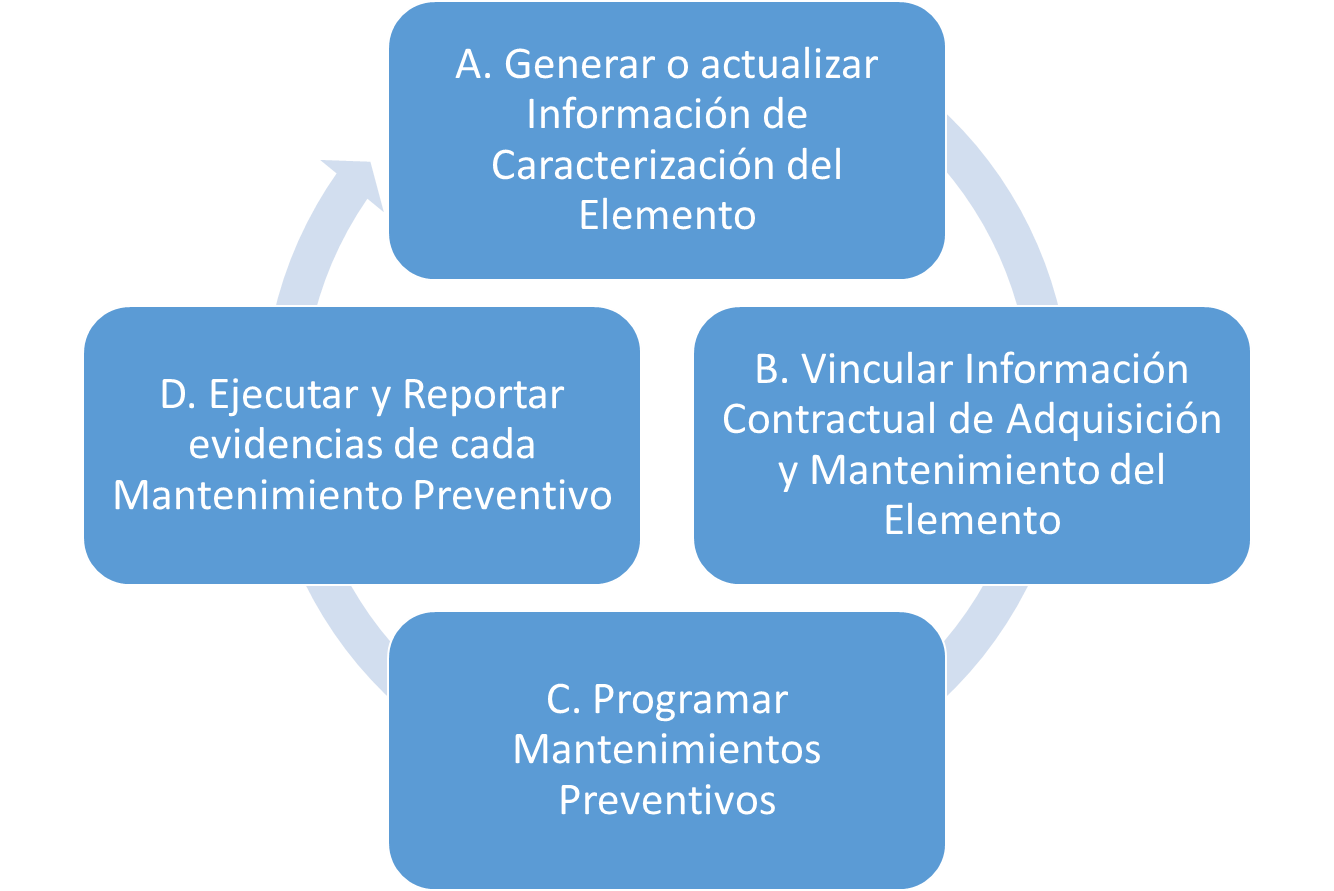 A. Generar o actualizar
Información de
Caracterización del
Elemento
B. Vincular Información
Contractual de Adquisición
y Mantenimiento del
Elemento
C. Programar
Mantenimientos
Preventivos
D. Ejecutar y Reportar
evidencias de cada
Mantenimiento Preventivo